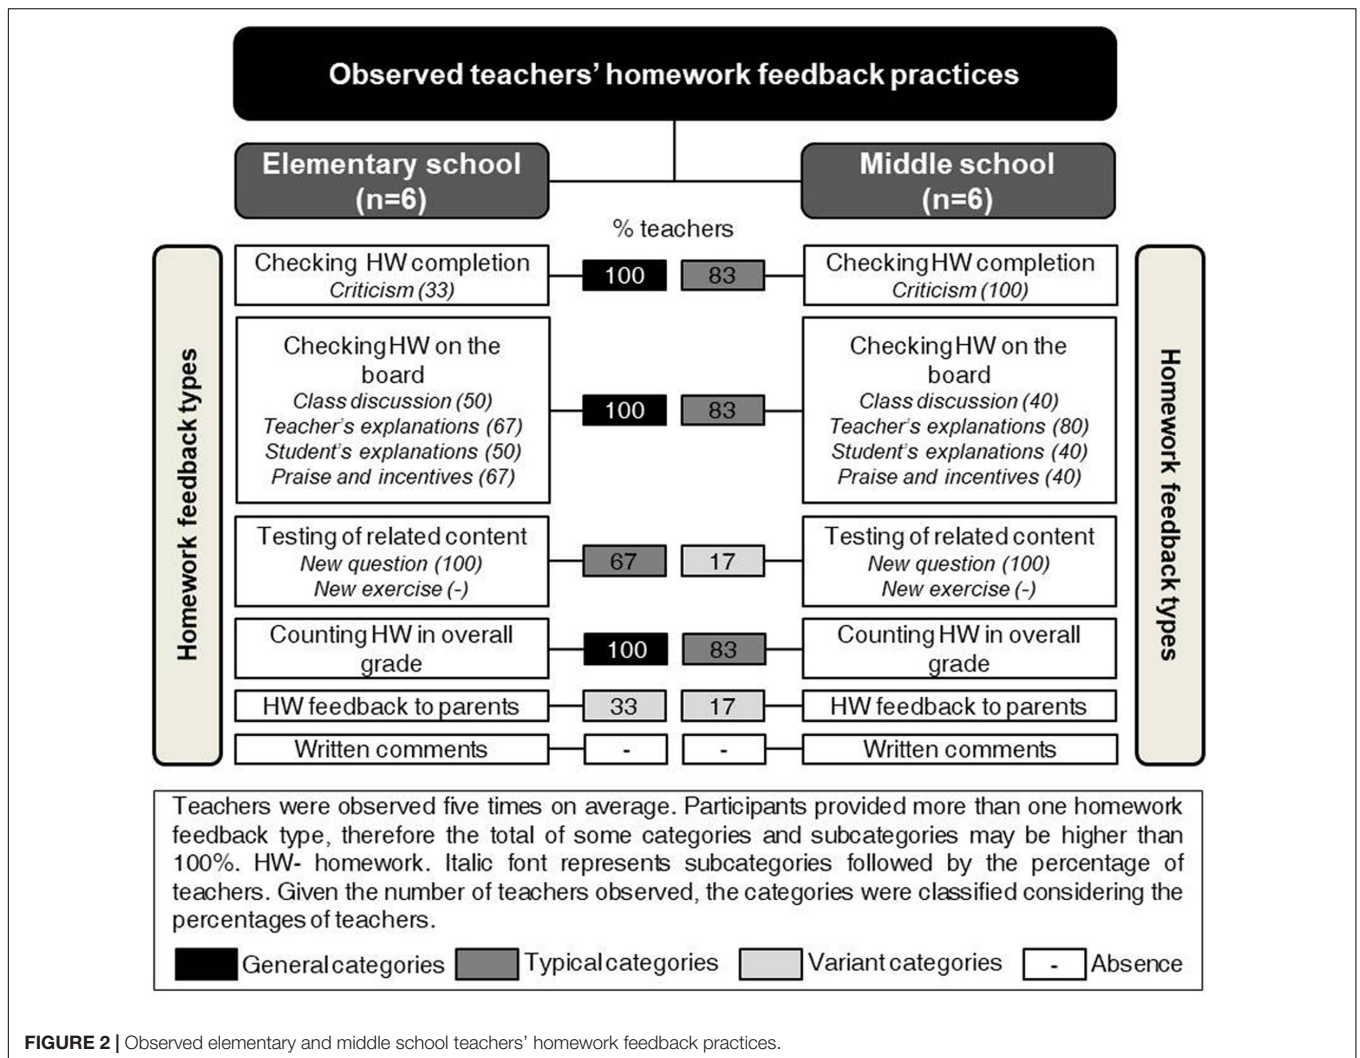 Observed teachers' homework feedback practices
Elementary school
(n=6)
Middle school
(n=6)
% teachers
Homework feedback types
Checking HW completion
Criticism (33)
100
83
Checking HW completion
Criticism (100)
Checking HW on the
board
Class discussion (50)
Teacher's explanations (67)
Student's explanations (50)
Praise and incentives (67)
100
83
Checking HW on the
board
Class discussion (40)
Teacher's explanations (80)
Student's explanations (40)
Praise and incentives (40)
Testing of related content
New question (100)
New exercise (-)
67
17
Testing of related content
New question (100)
New exercise (-)
Counting HW in overall
grade
100
83
Counting HW in overall
grade
HW feedback to parents
33
17
HW feedback to parents
Written comments
-
-
Written comments
Homework feedback types
Teachers were observed five times on average. Participants provided more than one homework
feedback type, therefore the total of some categories and subcategories may be higher than
100%. HW- homework. Italic font represents subcategories followed by the percentage of
teachers. Given the number of teachers observed, the categories were classified considering the
percentages of teachers.
General categories
Typical categories
Variant categories
-
Absence
FIGURE 2 | Observed elementary and middle school teachers' homework feedback practices.